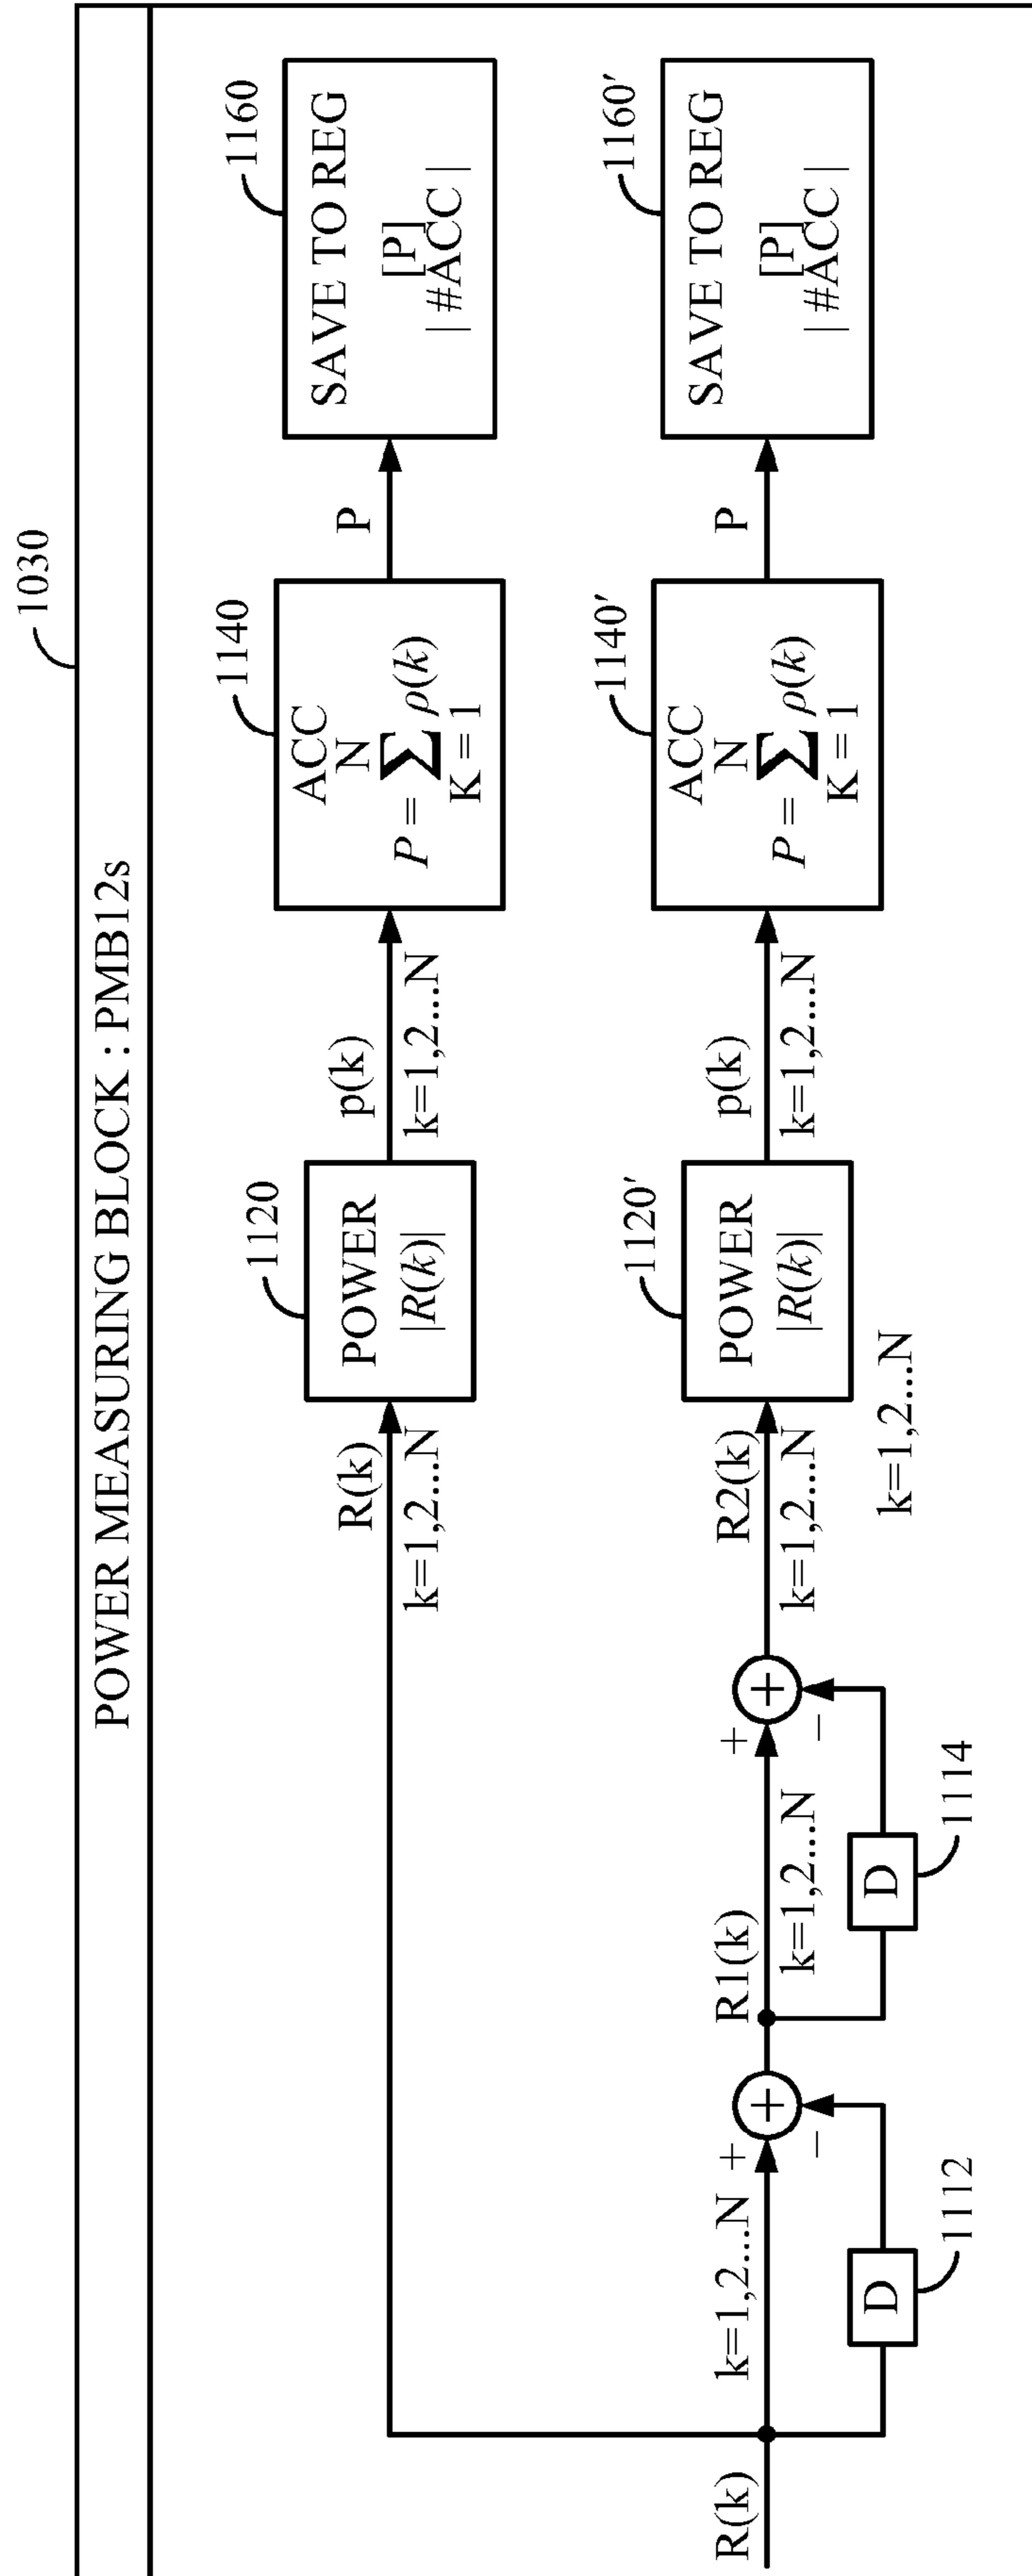 1030
POWER MEASURING BLOCK : PMB12s
R(k)
k=1,2...N
1120
POWER
|R(k)|
p(k)
k=1,2...N
1140
ACC
N
P = ∑ ρ(k)
K = 1
P
1160
SAVE TO REG
[P]
| #ACC |
R(k)
k=1,2...N
+
−
+
D
1112
R1(k)
k=1,2...N
+
−
+
D
1114
R2(k)
k=1,2...N
1120′
POWER
|R(k)|
k=1,2...N
p(k)
k=1,2...N
1140′
ACC
N
P = ∑ ρ(k)
K = 1
P
1160′
SAVE TO REG
[P]
| #ACC |